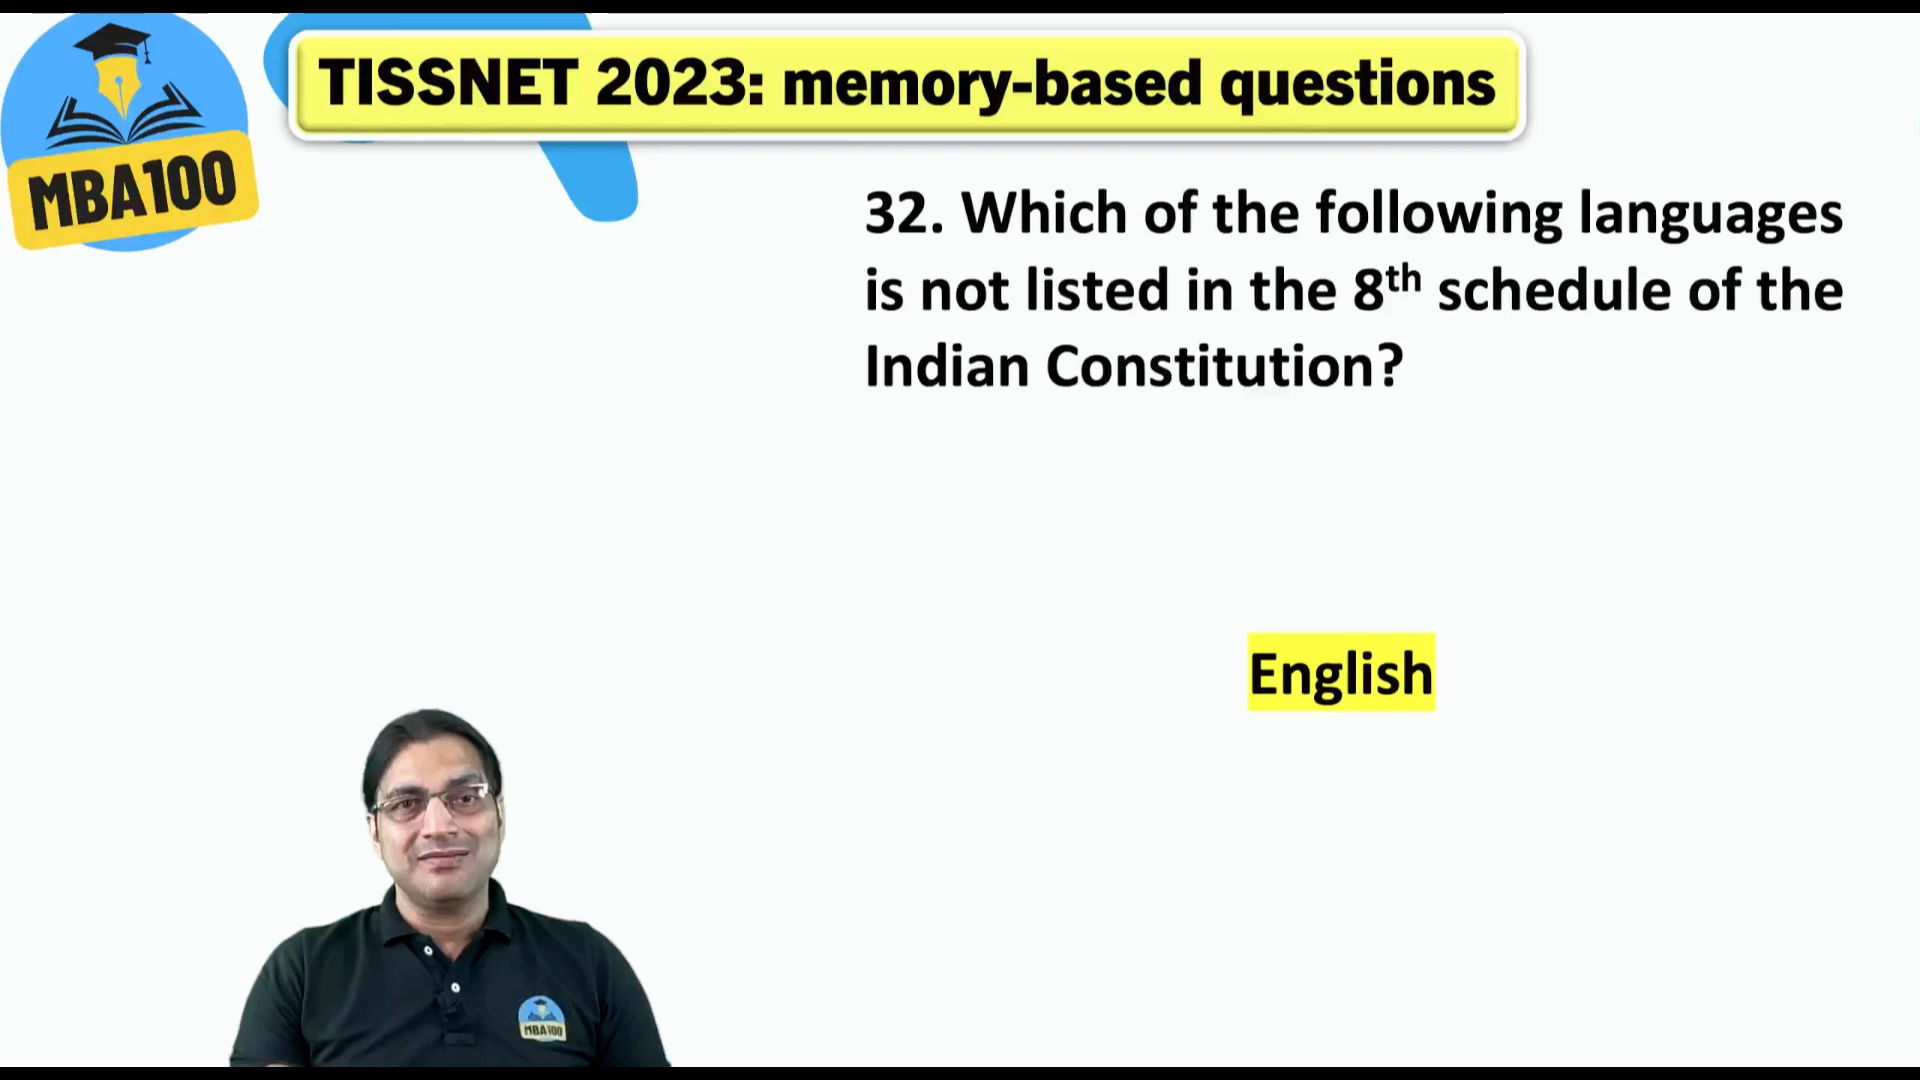 TISSNET 2023: memory-based questions
MBA100
32. Which of the following languages
is not listed in the 8th schedule of the
Indian Constitution?
English
MBA100